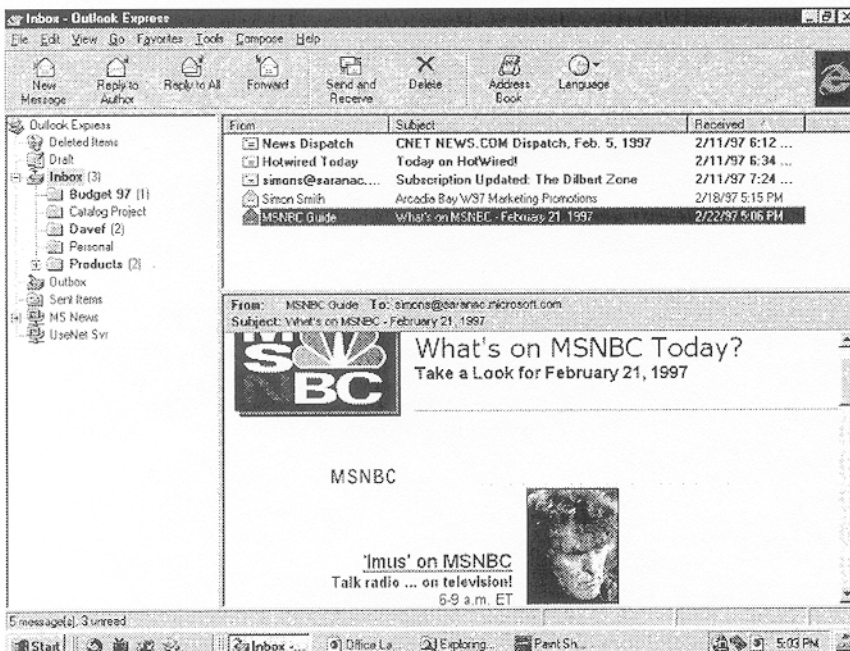 Inbox - Outlook Express
File Edit View Go Favorites Tools Compose Help
New Message
Reply to Author
Reply to All
Forward
Send and Receive
Delete
Address Book
Language
Outlook Express
Deleted Items
Draft
Inbox (3)
Budget 97 (1)
Catalog Project
Davef (2)
Personal
Products (2)
Outbox
Sent Items
MS News
UseNet Svr
From Subject Received
News Dispatch CNET NEWS.COM Dispatch, Feb. 5, 1997 2/11/97 6:12 ...
Hotwired Today Today on HotWired! 2/11/97 6:34 ...
simons@saranac.... Subscription Updated: The Dilbert Zone 2/11/97 7:24 ...
Simon Smith Arcadia Bay W97 Marketing Promotions 2/18/97 5:15 PM
MSNBC Guide What's on MSNBC - February 21, 1997 2/22/97 5:06 PM
From: MSNBC Guide To: simons@saranac.microsoft.com
Subject: What's on MSNBC - February 21, 1997
MSNBC
What's on MSNBC Today?
Take a Look for February 21, 1997
MSNBC
'Imus' on MSNBC
Talk radio ... on television!
6-9 a.m. ET
5 message(s), 3 unread
Start
Inbox - ...
Office La...
Exploring...
Paint Sh...
5:03 PM